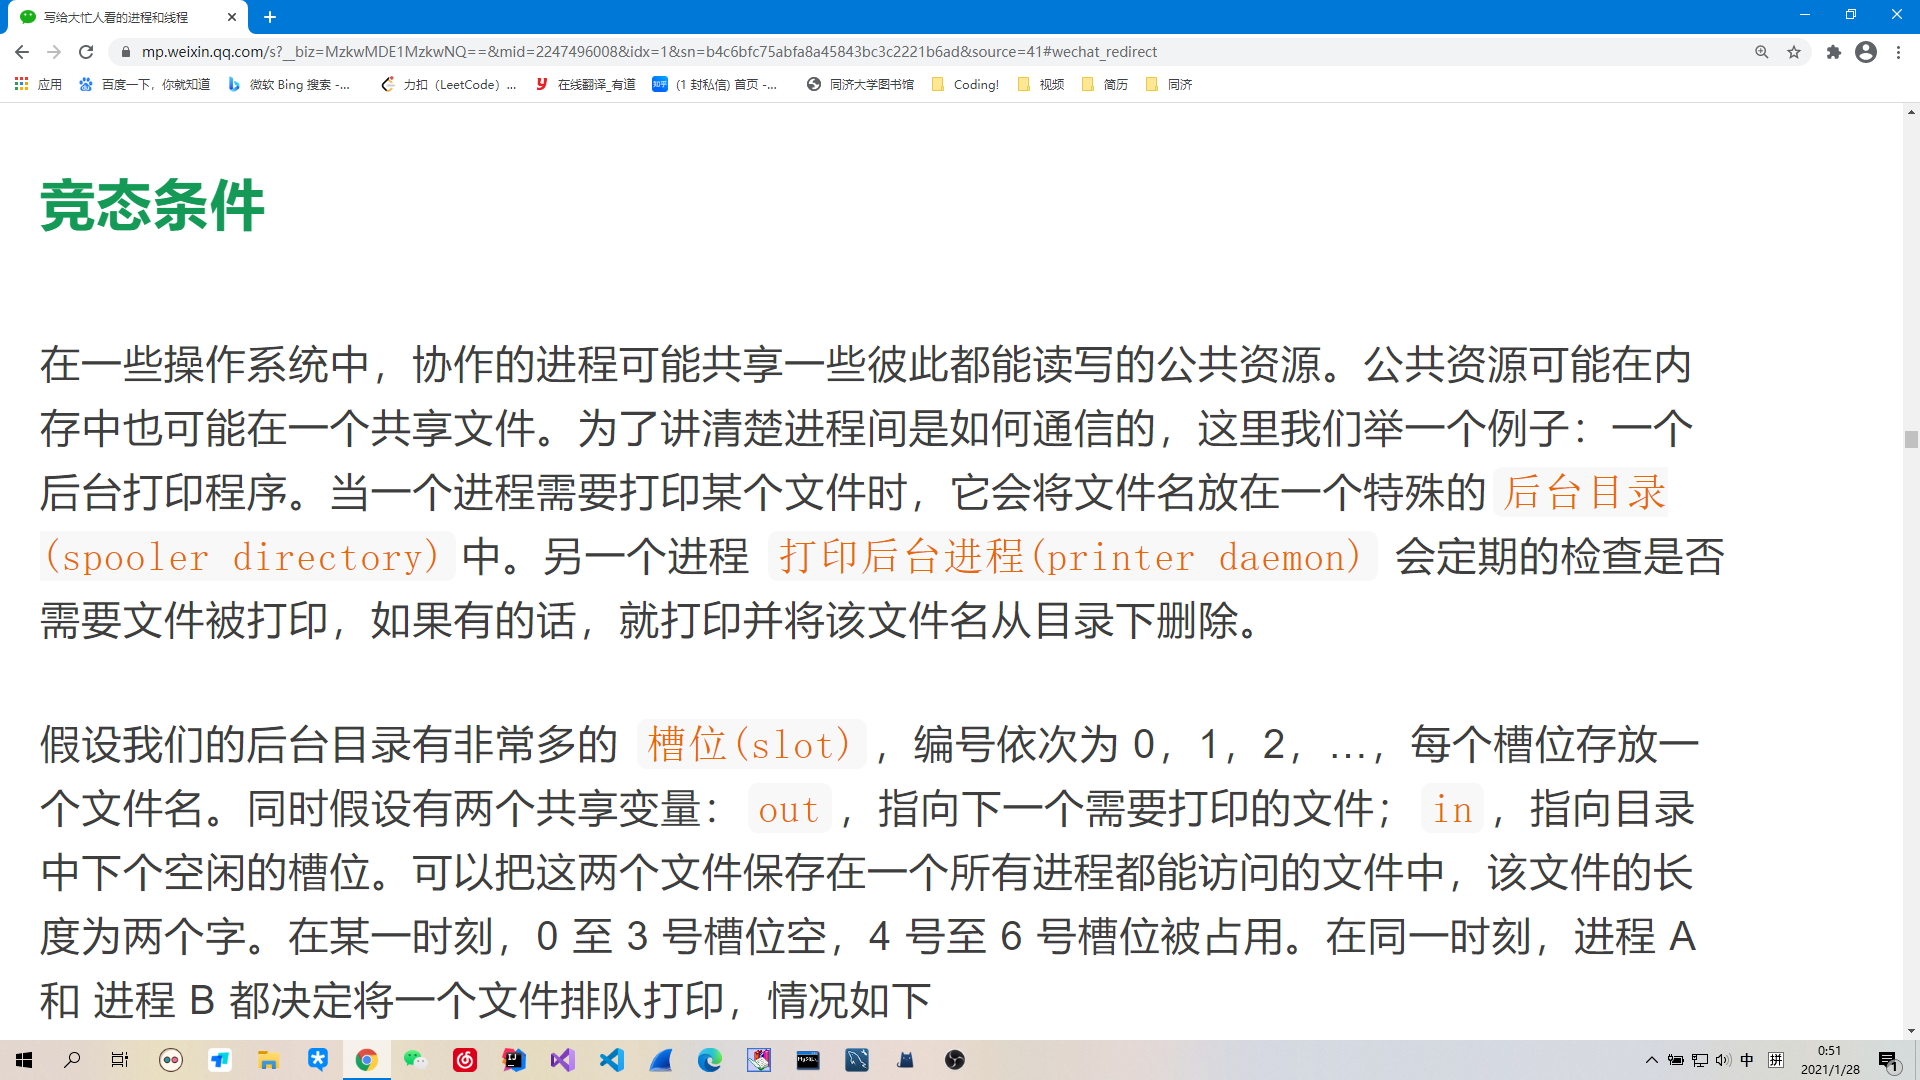 写给大忙人看的进程和线程
mp.weixin.qq.com/s?__biz=MzkwMDE1MzkwNQ==&mid=2247496008&idx=1&sn=b4c6bfc75abfa8a45843bc3c2221b6ad&source=41#wechat_redirect
应用 百度一下，你就知道 微软 Bing 搜索 -... 力扣（LeetCode）... 在线翻译_有道 知乎 (1 封私信) 首页 -... 同济大学图书馆 Coding! 视频 简历 同济
竞态条件
在一些操作系统中，协作的进程可能共享一些彼此都能读写的公共资源。公共资源可能在内
存中也可能在一个共享文件。为了讲清楚进程间是如何通信的，这里我们举一个例子：一个
后台打印程序。当一个进程需要打印某个文件时，它会将文件名放在一个特殊的 后台目录
(spooler directory) 中。另一个进程 打印后台进程(printer daemon) 会定期的检查是否
需要文件被打印，如果有的话，就打印并将该文件名从目录下删除。
假设我们的后台目录有非常多的 槽位(slot) ，编号依次为 0，1，2，...，每个槽位存放一
个文件名。同时假设有两个共享变量： out ，指向下一个需要打印的文件； in ，指向目录
中下个空闲的槽位。可以把这两个文件保存在一个所有进程都能访问的文件中，该文件的长
度为两个字。在某一时刻，0 至 3 号槽位空，4 号至 6 号槽位被占用。在同一时刻，进程 A
和 进程 B 都决定将一个文件排队打印，情况如下
中 拼 0:51
2021/1/28 1